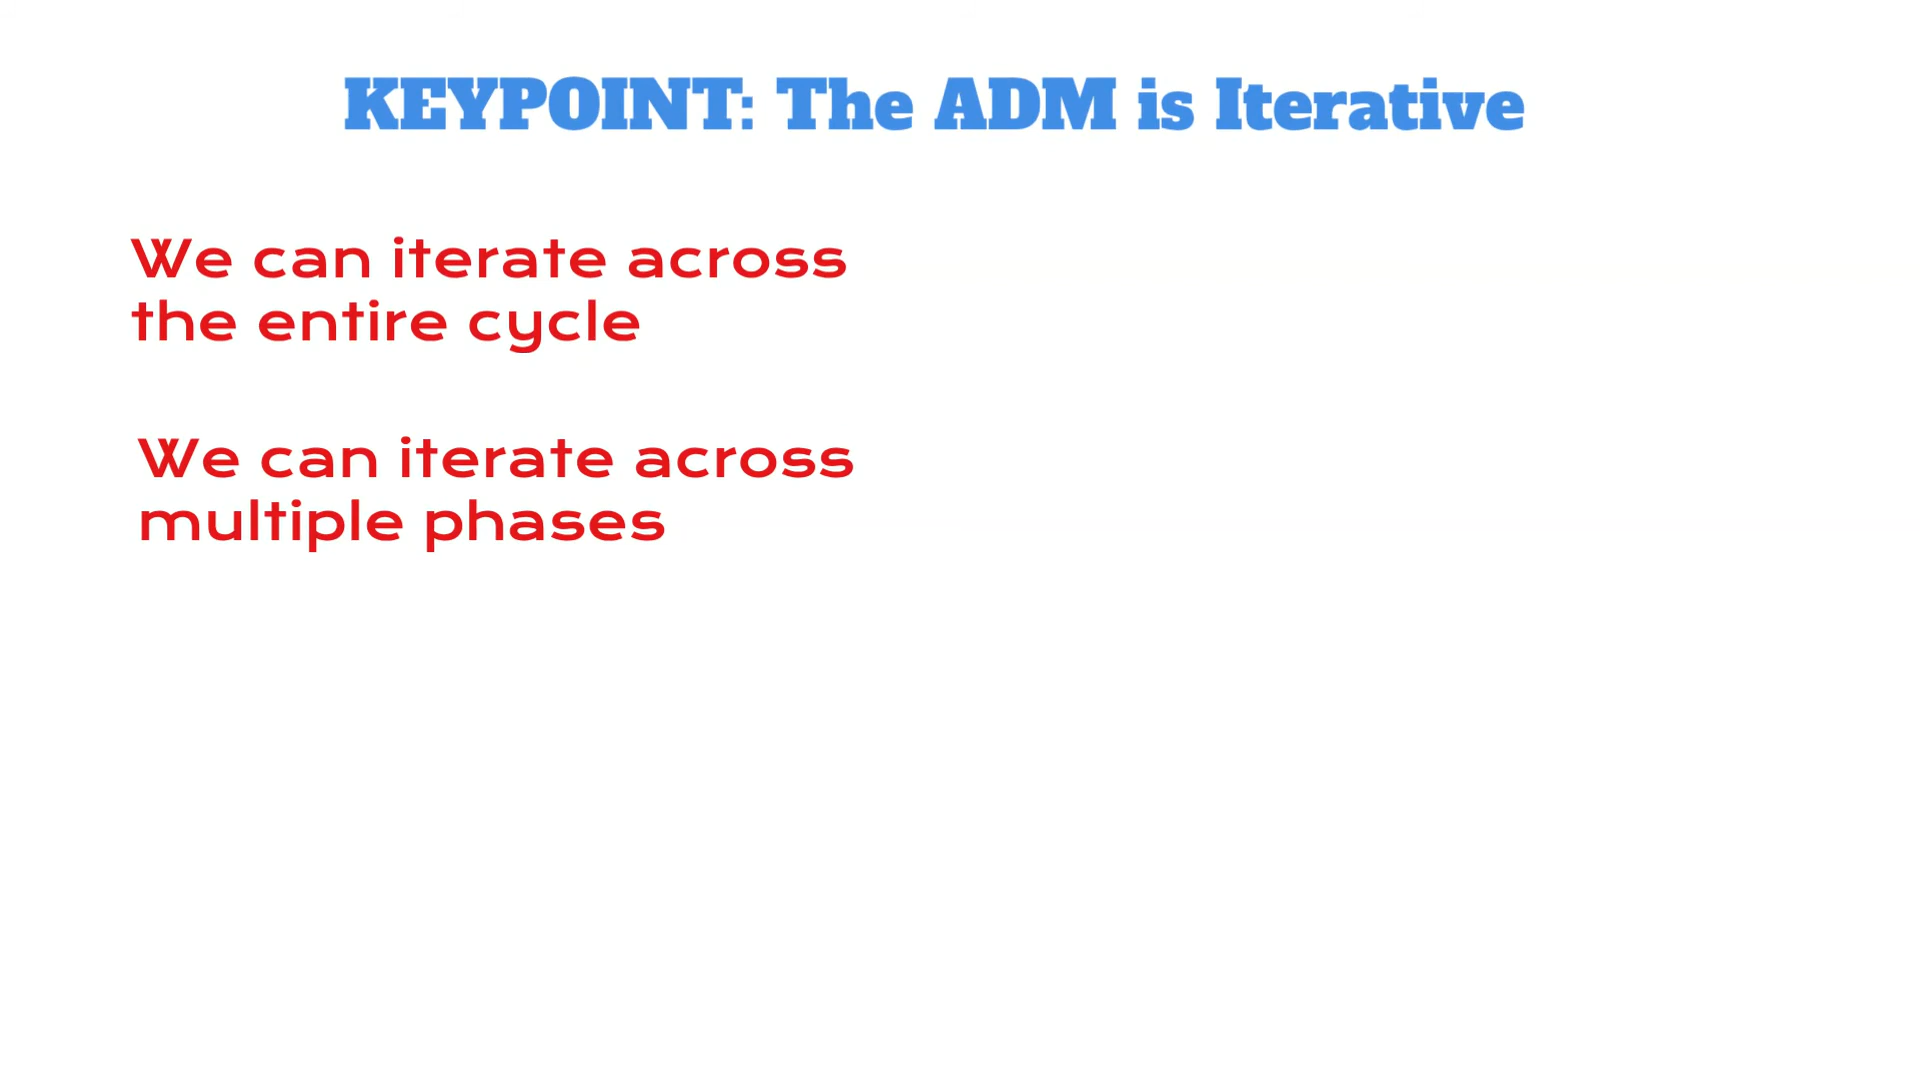 KEYPOINT: The ADM is Iterative
We can iterate across
the entire cycle
We can iterate across
multiple phases